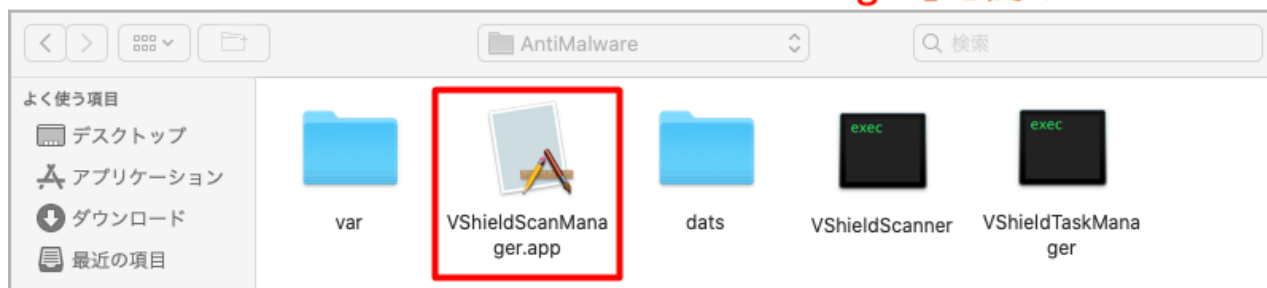 AntiMalware
検索
よく使う項目
デスクトップ
アプリケーション
ダウンロード
最近の項目
var
VShieldScanMana
ger.app
dats
exec
VShieldScanner
exec
VShieldTaskMana
ger